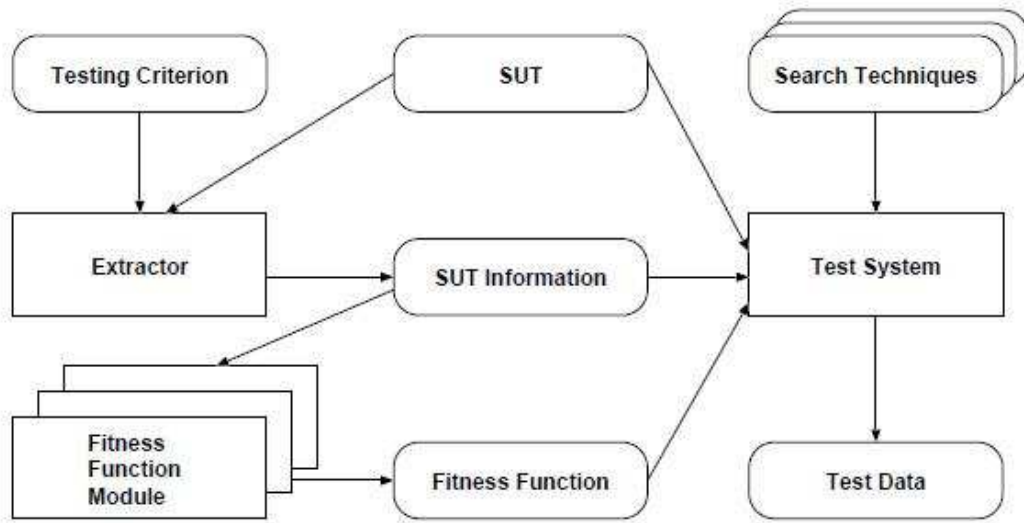 Testing Criterion
SUT
Search Techniques
Extractor
SUT Information
Test System
Fitness
Function
Module
Fitness Function
Test Data